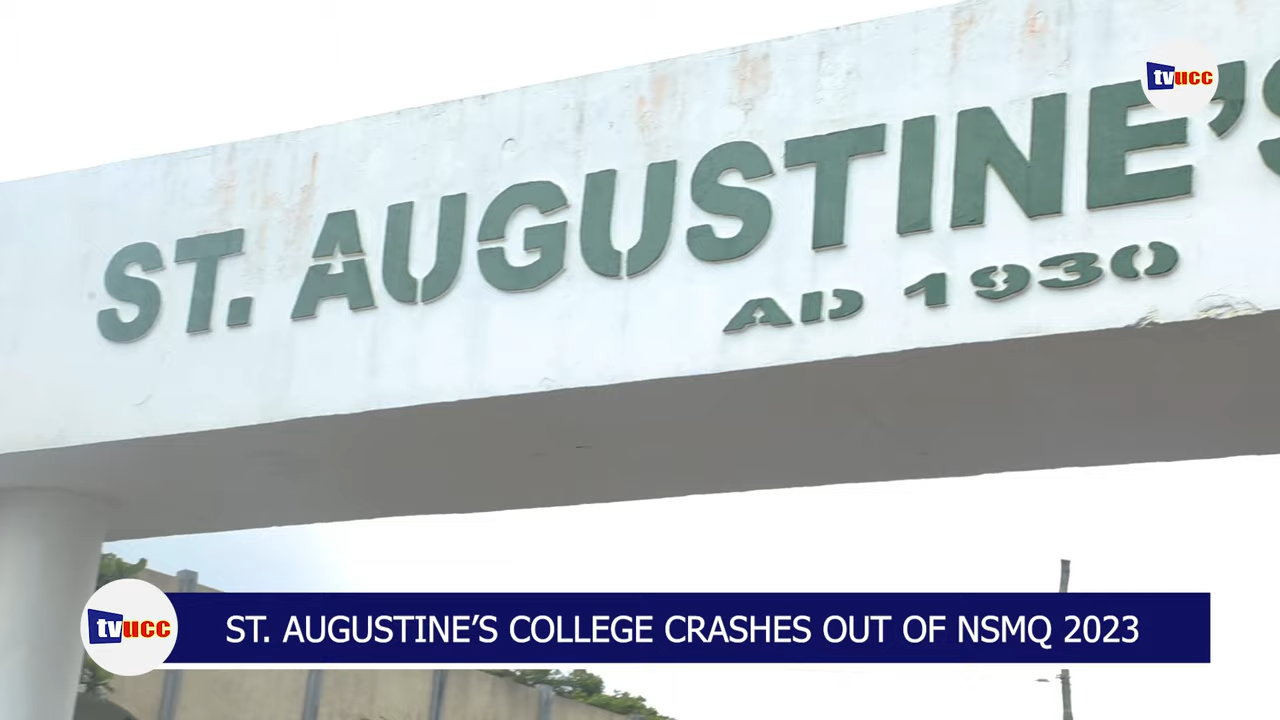 tvucc
ST. AUGUSTINE'S
AD 1930
tvucc
ST. AUGUSTINE'S COLLEGE CRASHES OUT OF NSMQ 2023